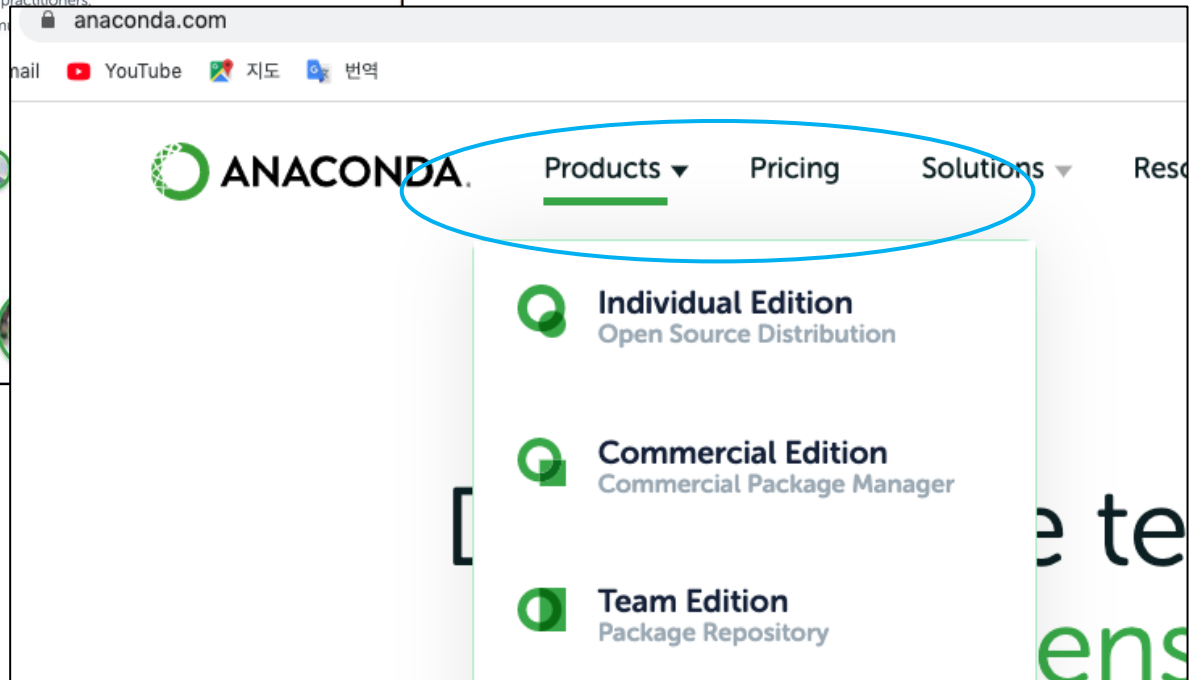 practitioners.
anaconda.com
YouTube 지도 번역
ANACONDA.
Products Pricing Solutions
Individual Edition
Open Source Distribution
Commercial Edition
Commercial Package Manager
Team Edition
Package Repository